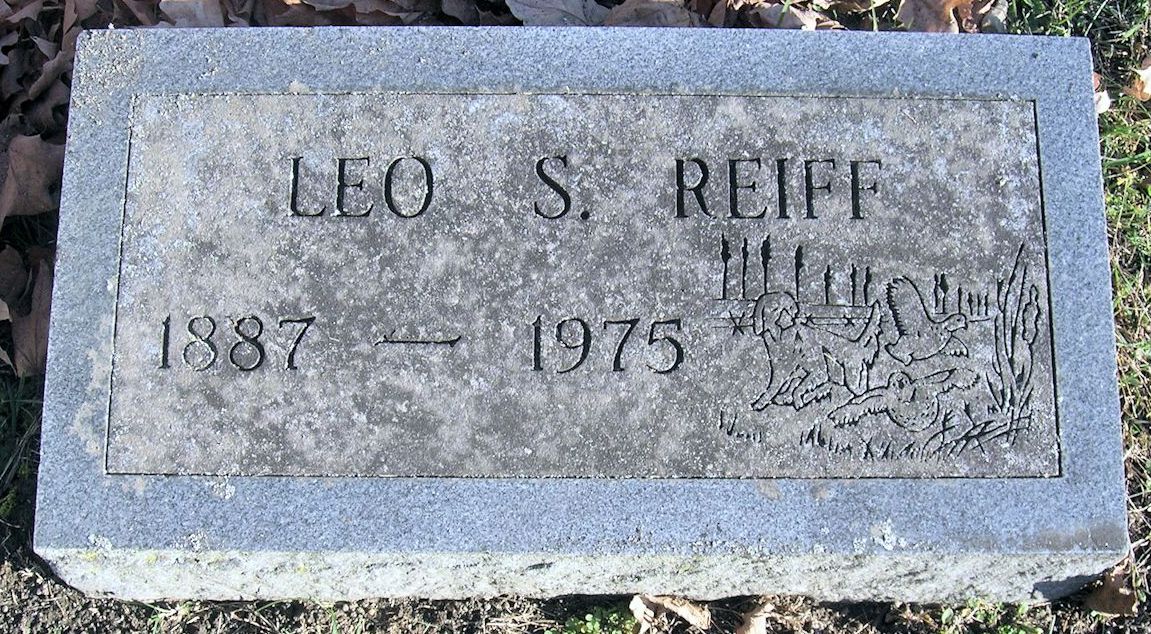 LEO S. REIFF
1887 — 1975